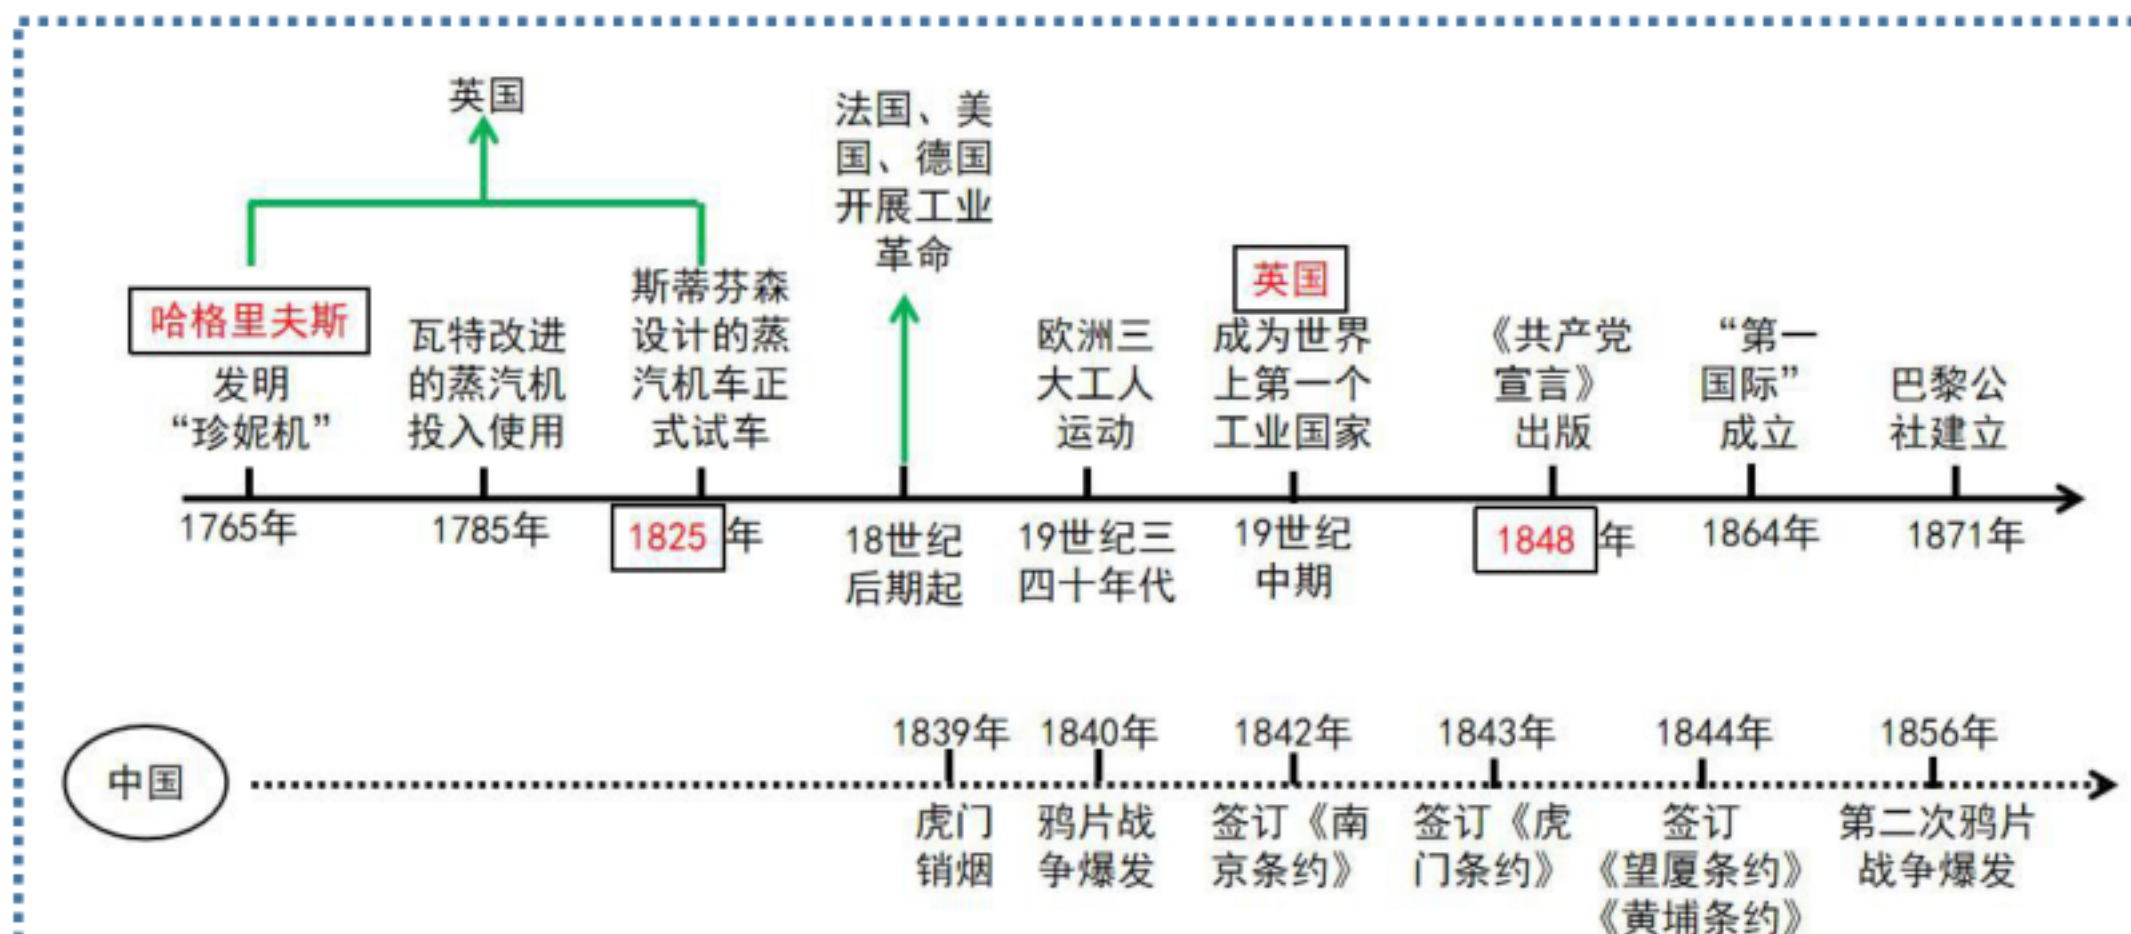 英国
法国、美
国、德国
开展工业
革命
哈格里夫斯
发明
“珍妮机”
瓦特改进
的蒸汽机
投入使用
斯蒂芬森
设计的蒸
汽机车正
式试车
欧洲三
大工人
运动
英国
成为世界
上第一个
工业国家
《共产党
宣言》
出版
“第一
国际”
成立
巴黎公
社建立
1765年
1785年
1825年
18世纪
后期起
19世纪三
四十年代
19世纪
中期
1848年
1864年
1871年
中国
1839年
虎门
销烟
1840年
鸦片战
争爆发
1842年
签订《南
京条约》
1843年
签订《虎
门条约》
1844年
签订
《望厦条约》
《黄埔条约》
1856年
第二次鸦片
战争爆发